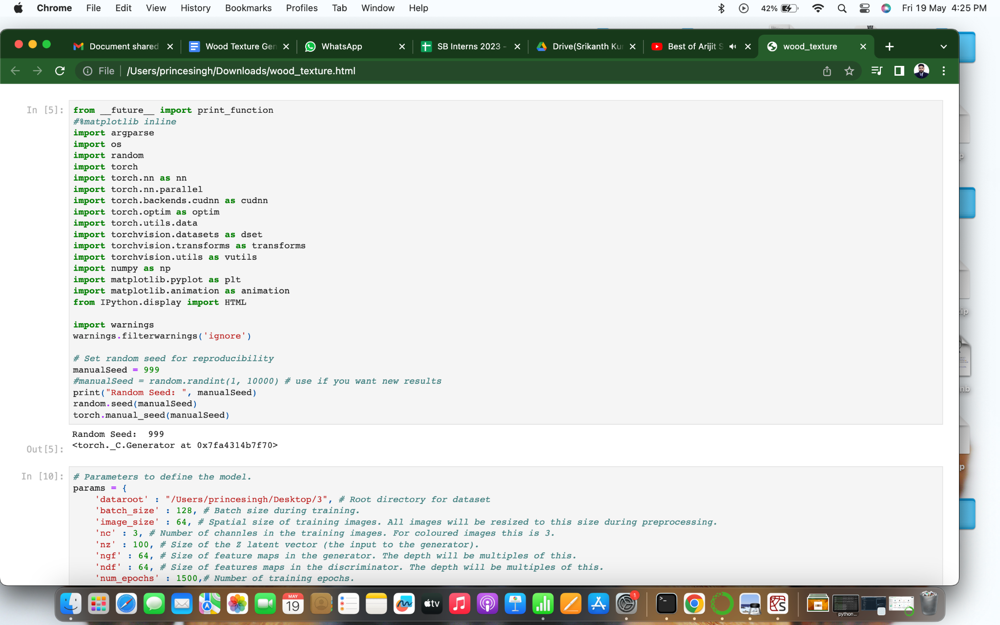 Chrome File Edit View History Bookmarks Profiles Tab Window Help 42% Fri 19 May 4:25 PM
Document shared Wood Texture Gen WhatsApp SB Interns 2023 - Drive(Srikanth Kum Best of Arijit S wood_texture
File /Users/princesingh/Downloads/wood_texture.html
In [5]: from __future__ import print_function
#%matplotlib inline
import argparse
import os
import random
import torch
import torch.nn as nn
import torch.nn.parallel
import torch.backends.cudnn as cudnn
import torch.optim as optim
import torch.utils.data
import torchvision.datasets as dset
import torchvision.transforms as transforms
import torchvision.utils as vutils
import numpy as np
import matplotlib.pyplot as plt
import matplotlib.animation as animation
from IPython.display import HTML
import warnings
warnings.filterwarnings('ignore')
# Set random seed for reproducibility
manualSeed = 999
#manualSeed = random.randint(1, 10000) # use if you want new results
print("Random Seed: ", manualSeed)
random.seed(manualSeed)
torch.manual_seed(manualSeed)
Random Seed:  999
Out[5]: <torch._C.Generator at 0x7fa4314b7f70>
In [10]: # Parameters to define the model.
params = {
'dataroot' : "/Users/princesingh/Desktop/3", # Root directory for dataset
'batch_size' : 128, # Batch size during training.
'image_size' : 64, # Spatial size of training images. All images will be resized to this size during preprocessing.
'nc' : 3, # Number of channles in the training images. For coloured images this is 3.
'nz' : 100, # Size of the Z latent vector (the input to the generator).
'ngf' : 64, # Size of feature maps in the generator. The depth will be multiples of this.
'ndf' : 64, # Size of features maps in the discriminator. The depth will be multiples of this.
'num_epochs' : 1500,# Number of training epochs.
p
ip
nb
p
MAY
19
tv
1
python...